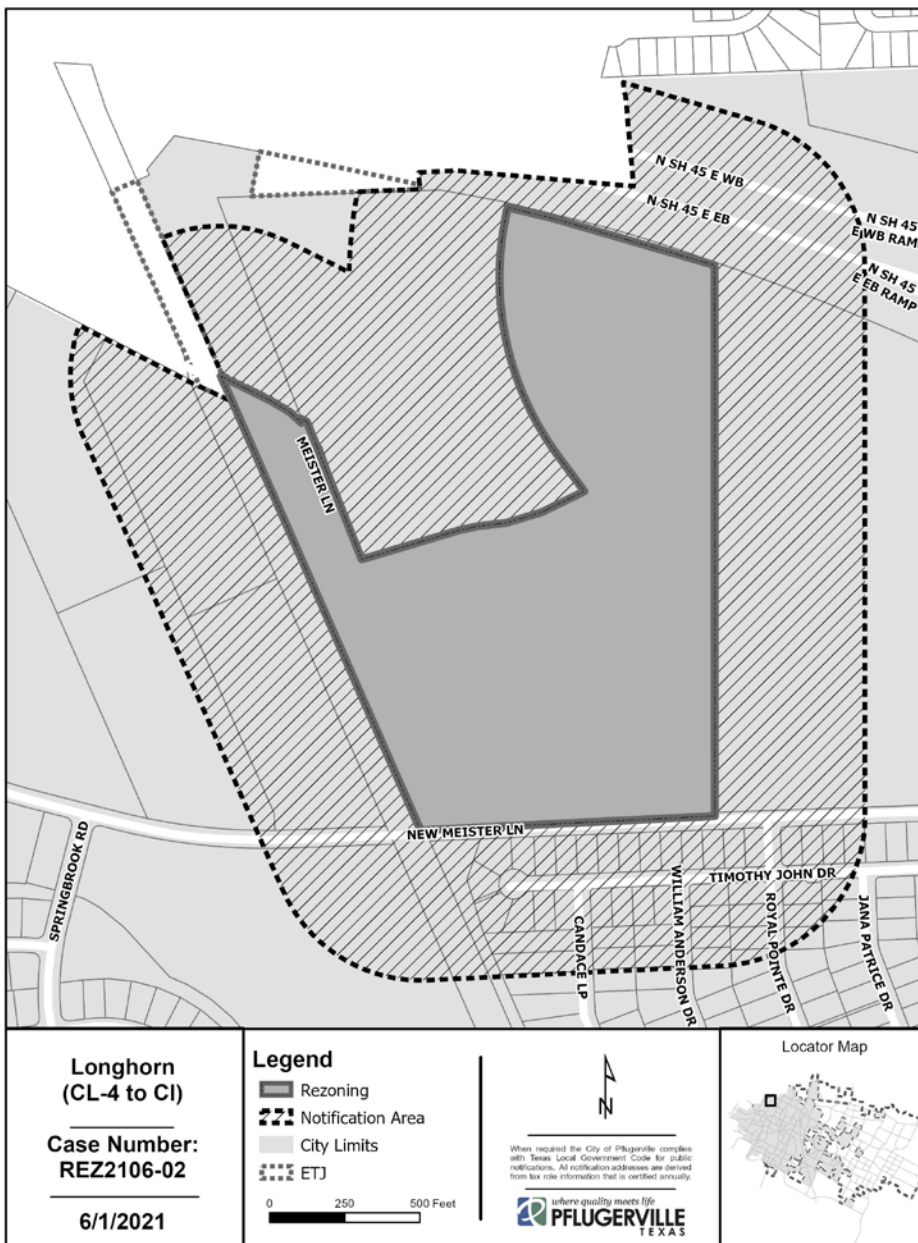 N SH 45 E WB
N SH 45 E EB
N SH 45
E WB RAM
N SH 45
E EB RAMP
MEISTER LN
NEW MEISTER LN
SPRINGBROOK RD
TIMOTHY JOHN DR
CANDACE LP
WILLIAM ANDERSON DR
ROYAL POINTE DR
JANA PATRICE DR
Longhorn
(CL-4 to CI)
Case Number:
REZ2106-02
6/1/2021
Legend
Rezoning
Notification Area
City Limits
ETJ
0 250 500 Feet
N
When required the City of Pflugerville complies
with Texas Local Government Code for public
notifications. All notification addresses are derived
from tax role information that is certified annually.
where quality meets life
PFLUGERVILLE
TEXAS
Locator Map